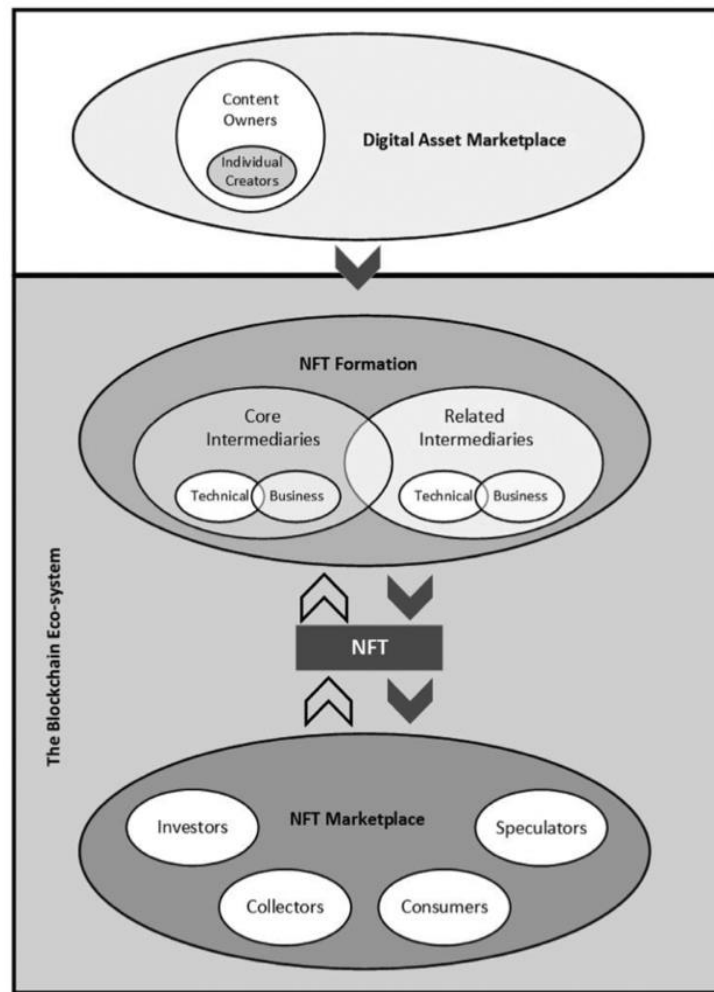 Content
Owners
Individual
Creators
Digital Asset Marketplace
NFT Formation
Core
Intermediaries
Related
Intermediaries
Technical
Business
Technical
Business
The Blockchain Eco-system
NFT
NFT Marketplace
Investors
Speculators
Collectors
Consumers